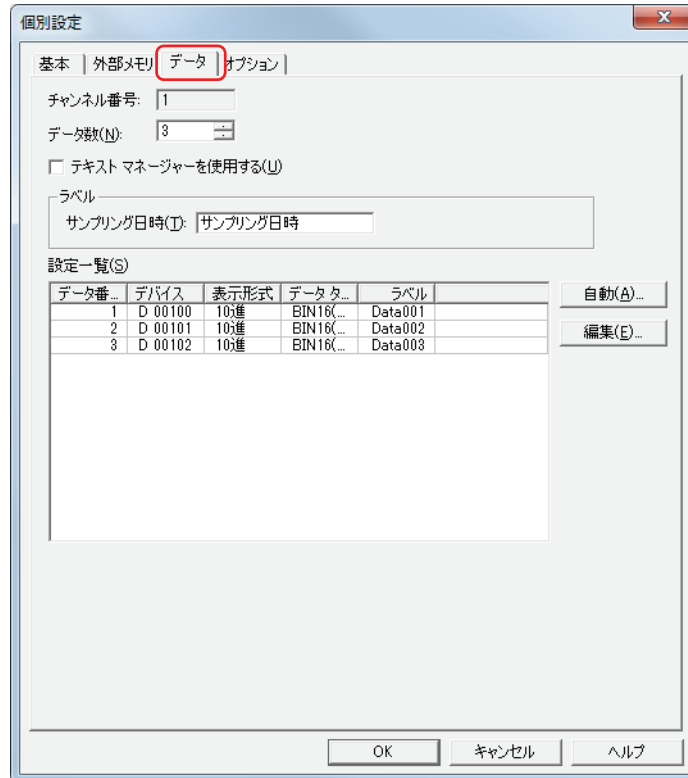 個別設定
基本 外部メモリ データ オプション
チャンネル番号: 1
データ数(N): 3
テキスト マネージャーを使用する(U)
ラベル
サンプリング日時(T): サンプリング日時
設定一覧(S)
データ番... デバイス 表示形式 データ タ... ラベル
1 D 00100 10進 BIN16(... Data001
2 D 00101 10進 BIN16(... Data002
3 D 00102 10進 BIN16(... Data003
自動(A)...
編集(E)...
OK キャンセル ヘルプ